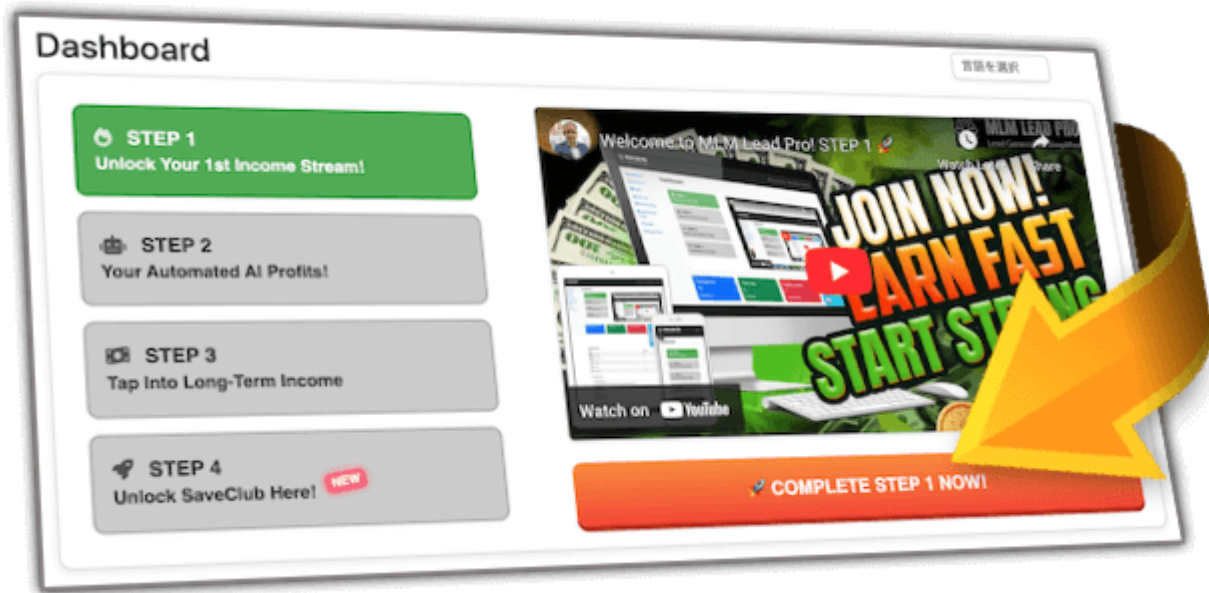 Dashboard
言語を選択
STEP 1
Unlock Your 1st Income Stream!
STEP 2
Your Automated AI Profits!
STEP 3
Tap Into Long-Term Income
STEP 4
Unlock SaveClub Here!
NEW
Welcome to MLM Lead Pro! STEP 1 🚀
MLM LEAD PRO
Watch Later
Share
JOIN NOW!
EARN FAST
START STRONG
Watch on YouTube
🚀 COMPLETE STEP 1 NOW!